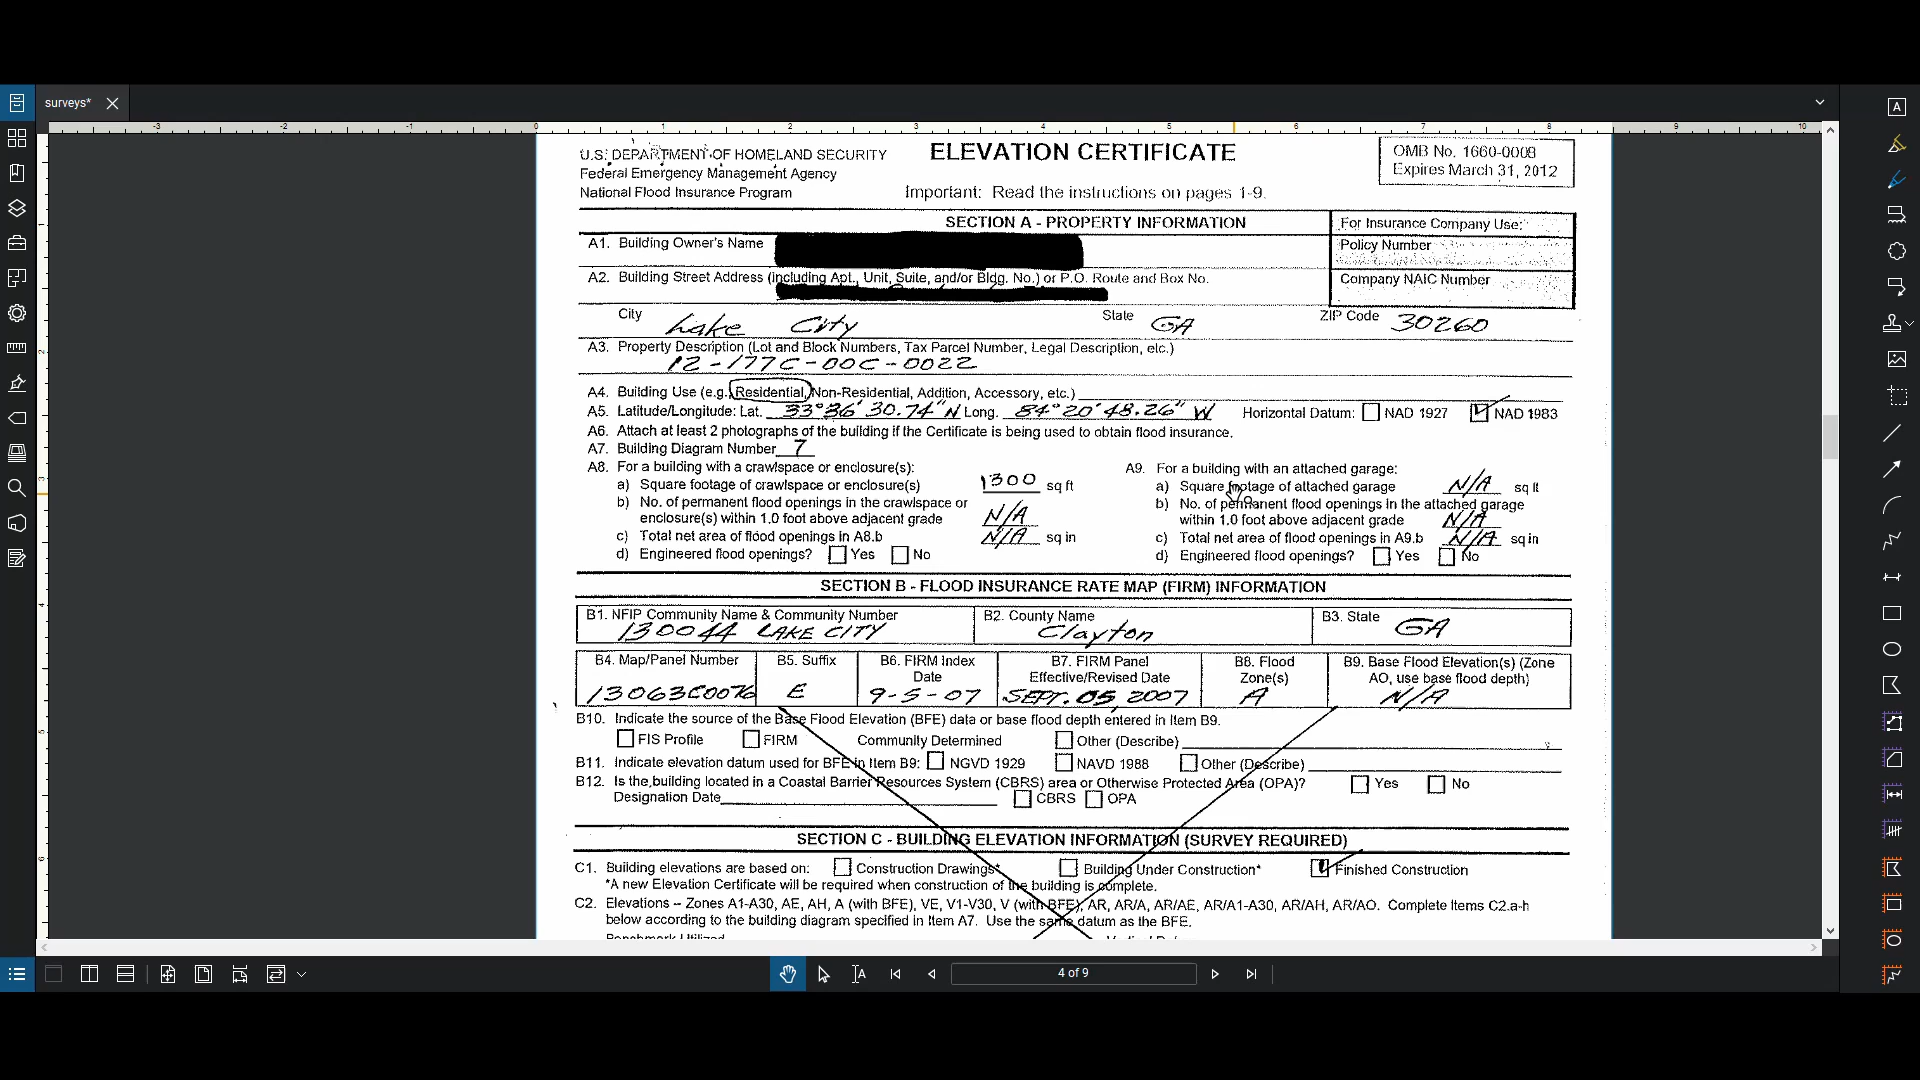 surveys*
U.S. DEPARTMENT OF HOMELAND SECURITY
Federal Emergency Management Agency
National Flood Insurance Program
ELEVATION CERTIFICATE
Important: Read the instructions on pages 1-9.
OMB No. 1660-0008
Expires March 31, 2012
SECTION A - PROPERTY INFORMATION
For Insurance Company Use:
A1. Building Owner's Name
Policy Number
A2. Building Street Address (including Apt., Unit, Suite, and/or Bldg. No.) or P.O. Route and Box No.
Company NAIC Number
City Lake City State GA ZIP Code 30260
A3. Property Description (Lot and Block Numbers, Tax Parcel Number, Legal Description, etc.)
12-177C-00C-0022
A4. Building Use (e.g., Residential, Non-Residential, Addition, Accessory, etc.)
A5. Latitude/Longitude: Lat. 33°36'30.74"N Long. 84°20'48.26" W Horizontal Datum: NAD 1927 NAD 1983
A6. Attach at least 2 photographs of the building if the Certificate is being used to obtain flood insurance.
A7. Building Diagram Number 7
A8. For a building with a crawlspace or enclosure(s):
a) Square footage of crawlspace or enclosure(s) 1300 sq ft
b) No. of permanent flood openings in the crawlspace or
enclosure(s) within 1.0 foot above adjacent grade N/A
c) Total net area of flood openings in A8.b N/A sq in
d) Engineered flood openings? Yes No
A9. For a building with an attached garage:
a) Square footage of attached garage N/A sq ft
b) No. of permanent flood openings in the attached garage
within 1.0 foot above adjacent grade N/A
c) Total net area of flood openings in A9.b N/A sq in
d) Engineered flood openings? Yes No
SECTION B - FLOOD INSURANCE RATE MAP (FIRM) INFORMATION
B1. NFIP Community Name & Community Number
130044 LAKE CITY
B2. County Name
Clayton
B3. State GA
B4. Map/Panel Number
13063C0076
B5. Suffix
E
B6. FIRM Index
Date
9-5-07
B7. FIRM Panel
Effective/Revised Date
SEPT. 05, 2007
B8. Flood
Zone(s)
A
B9. Base Flood Elevation(s) (Zone
AO, use base flood depth)
N/A
B10. Indicate the source of the Base Flood Elevation (BFE) data or base flood depth entered in Item B9.
FIS Profile FIRM Community Determined Other (Describe)
B11. Indicate elevation datum used for BFE in Item B9: NGVD 1929 NAVD 1988 Other (Describe)
B12. Is the building located in a Coastal Barrier Resources System (CBRS) area or Otherwise Protected Area (OPA)? Yes No
Designation Date CBRS OPA
SECTION C - BUILDING ELEVATION INFORMATION (SURVEY REQUIRED)
C1. Building elevations are based on: Construction Drawings* Building Under Construction* Finished Construction
*A new Elevation Certificate will be required when construction of the building is complete.
C2. Elevations – Zones A1-A30, AE, AH, A (with BFE), VE, V1-V30, V (with BFE), AR, AR/A, AR/AE, AR/A1-A30, AR/AH, AR/AO. Complete Items C2.a-h
below according to the building diagram specified in Item A7. Use the same datum as the BFE.
4 of 9